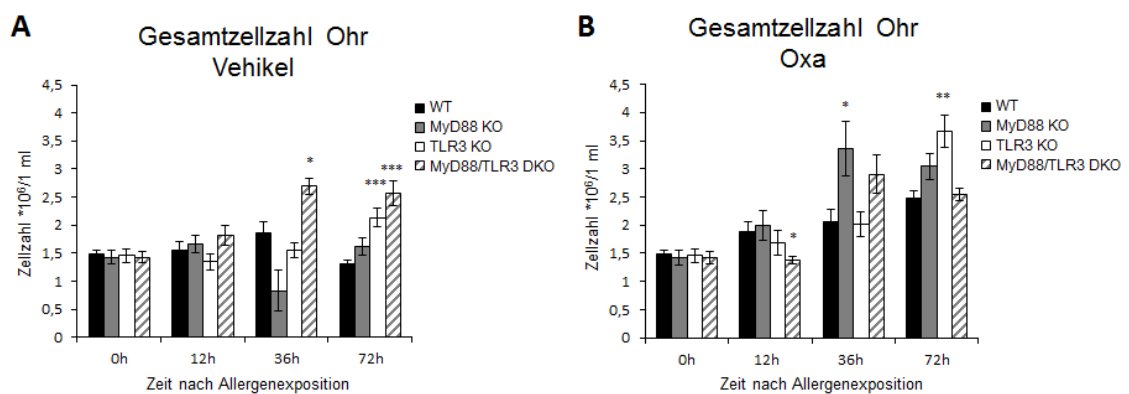 A
Gesamtzellzahl Ohr
Vehikel
Zellzahl *10⁶/1 ml
4,5
4
3,5
3
2,5
2
1,5
1
0,5
0
*
***
***
0h
12h
36h
72h
Zeit nach Allergenexposition
WT
MyD88 KO
TLR3 KO
MyD88/TLR3 DKO
B
Gesamtzellzahl Ohr
Oxa
Zellzahl *10⁶/1 ml
4,5
4
3,5
3
2,5
2
1,5
1
0,5
0
*
*
**
0h
12h
36h
72h
Zeit nach Allergenexposition
WT
MyD88 KO
TLR3 KO
MyD88/TLR3 DKO